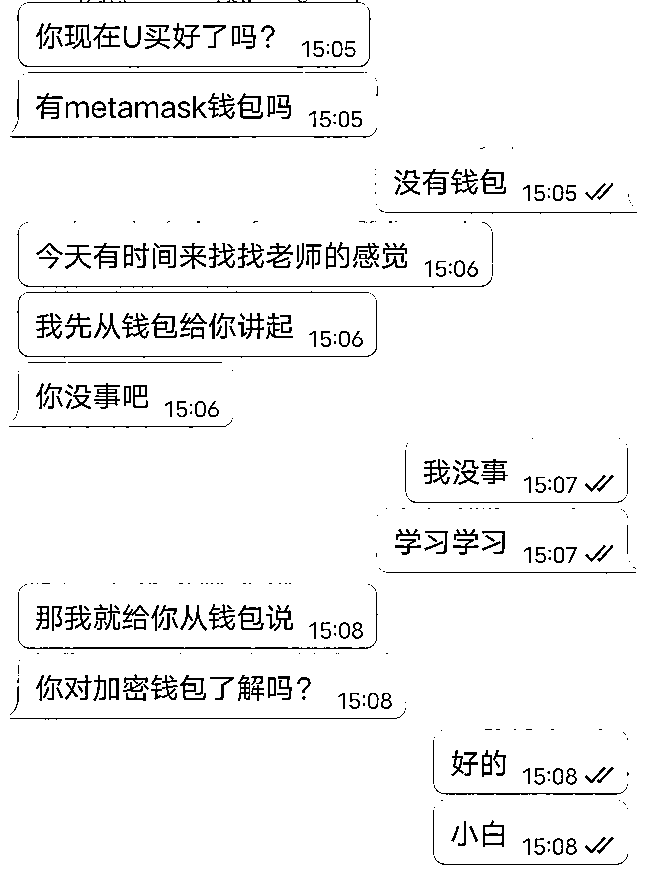 你现在U买好了吗？ 15:05
有metamask钱包吗 15:05
没有钱包 15:05
今天有时间来找找老师的感觉 15:06
我先从钱包给你讲起 15:06
你没事吧 15:06
我没事 15:07
学习学习 15:07
那我就给你从钱包说 15:08
你对加密钱包了解吗？ 15:08
好的 15:08
小白 15:08